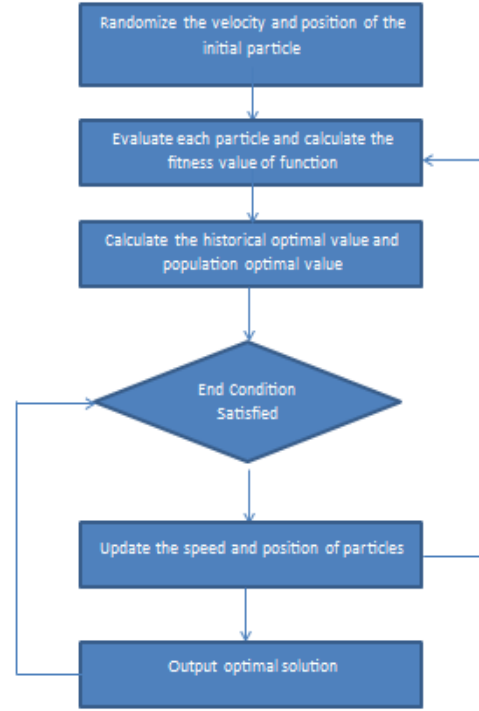 Randomize the velocity and position of the
initial particle
Evaluate each particle and calculate the
fitness value of function
Calculate the historical optimal value and
population optimal value
End Condition
Satisfied
Update the speed and position of particles
Output optimal solution